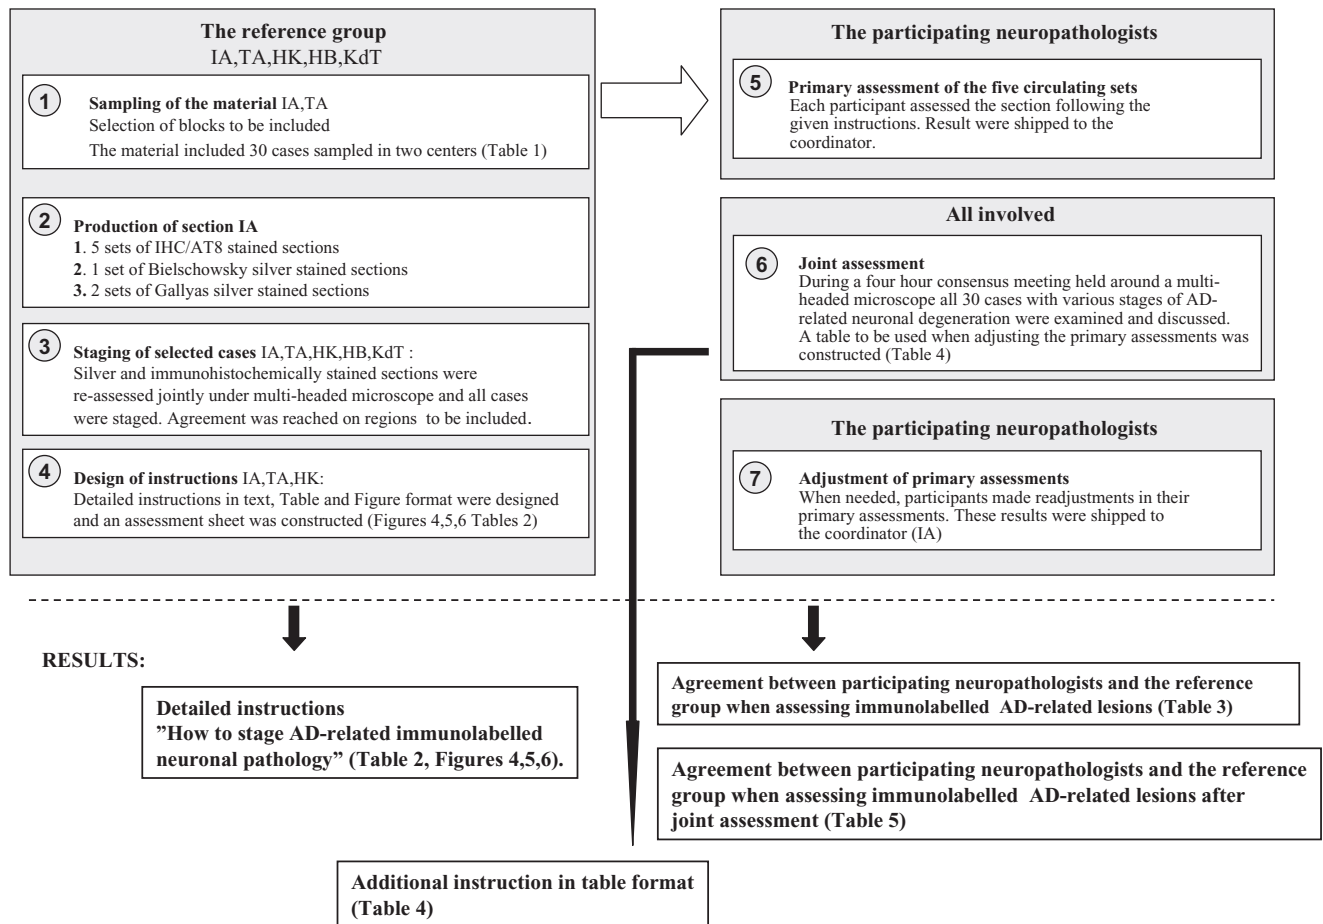 The reference group
IA,TA,HK,HB,KdT
1
Sampling of the material IA,TA
Selection of blocks to be included
The material included 30 cases sampled in two centers (Table 1)
2
Production of section IA
1. 5 sets of IHC/AT8 stained sections
2. 1 set of Bielschowsky silver stained sections
3. 2 sets of Gallyas silver stained sections
3
Staging of selected cases IA,TA,HK,HB,KdT :
Silver and immunohistochemically stained sections were
re-assessed jointly under multi-headed microscope and all cases
were staged. Agreement was reached on regions to be included.
4
Design of instructions IA,TA,HK:
Detailed instructions in text, Table and Figure format were designed
and an assessment sheet was constructed (Figures 4,5,6 Tables 2)
The participating neuropathologists
5
Primary assessment of the five circulating sets
Each participant assessed the section following the
given instructions. Result were shipped to the
coordinator.
All involved
6
Joint assessment
During a four hour consensus meeting held around a multi-
headed microscope all 30 cases with various stages of AD-
related neuronal degeneration were examined and discussed.
A table to be used when adjusting the primary assessments was
constructed (Table 4)
The participating neuropathologists
7
Adjustment of primary assessments
When needed, participants made readjustments in their
primary assessments. These results were shipped to
the coordinator (IA)
RESULTS:
Detailed instructions
”How to stage AD-related immunolabelled
neuronal pathology” (Table 2, Figures 4,5,6).
Agreement between participating neuropathologists and the reference
group when assessing immunolabelled AD-related lesions (Table 3)
Agreement between participating neuropathologists and the reference
group when assessing immunolabelled AD-related lesions after
joint assessment (Table 5)
Additional instruction in table format
(Table 4)